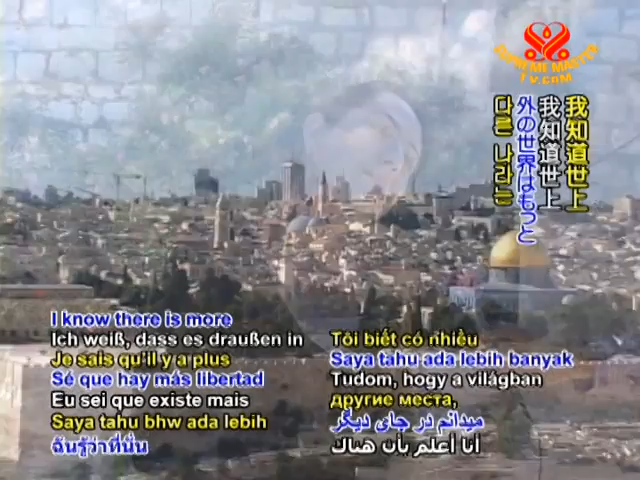 SUPREME MASTER
TV.COM
我知道世上
我知道世上
外の世界はもっと
다른 나라는
I know there is more
Ich weiß, dass es draußen in
Je sais qu'il y a plus
Sé que hay más libertad
Eu sei que existe mais
Saya tahu bhw ada lebih
ฉันรู้ว่าที่นั่น
Tôi biết có nhiều
Saya tahu ada lebih banyak
Tudom, hogy a világban
другие места,
میدانم در جای دیگر
أنا أعلم بأن هناك